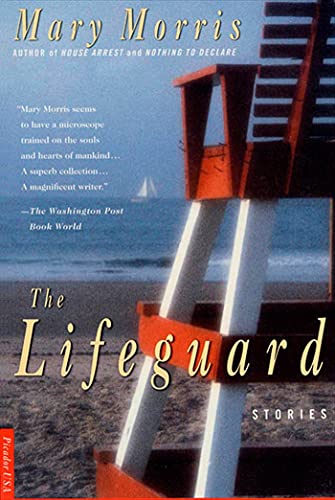 Mary Morris
AUTHOR OF HOUSE ARREST AND NOTHING TO DECLARE
"Mary Morris seems
to have a microscope
trained on the souls
and hearts of mankind...
A superb collection...
A magnificent writer."
—The Washington Post
Book World
The
Lifeguard
STORIES
Picador USA